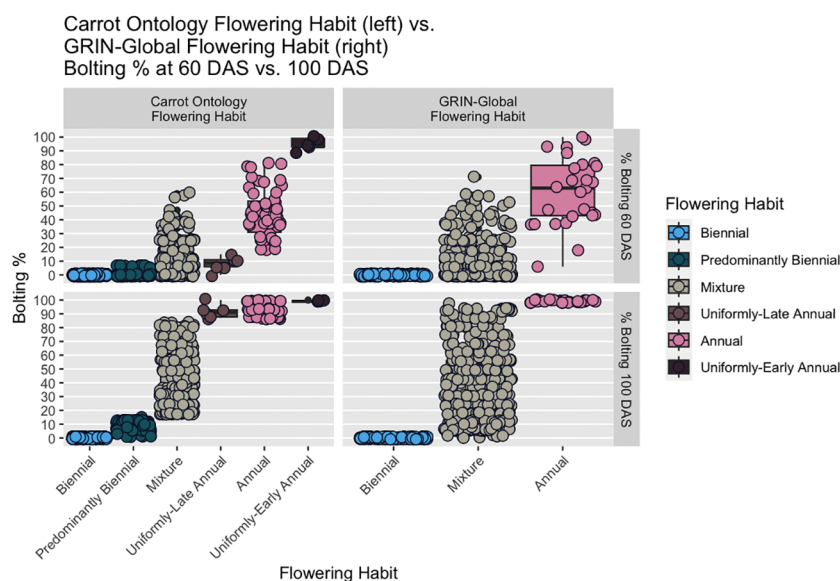 Carrot Ontology Flowering Habit (left) vs.
GRIN-Global Flowering Habit (right)
Bolting % at 60 DAS vs. 100 DAS
Carrot Ontology
Flowering Habit
GRIN-Global
Flowering Habit
100
90
80
70
60
50
40
30
20
10
0
% Bolting 60 DAS
100
90
80
70
60
50
40
30
20
10
0
% Bolting 100 DAS
Bolting %
Biennial
Predominantly Biennial
Mixture
Uniformly-Late Annual
Annual
Uniformly-Early Annual
Biennial
Mixture
Annual
Flowering Habit
Flowering Habit
Biennial
Predominantly Biennial
Mixture
Uniformly-Late Annual
Annual
Uniformly-Early Annual